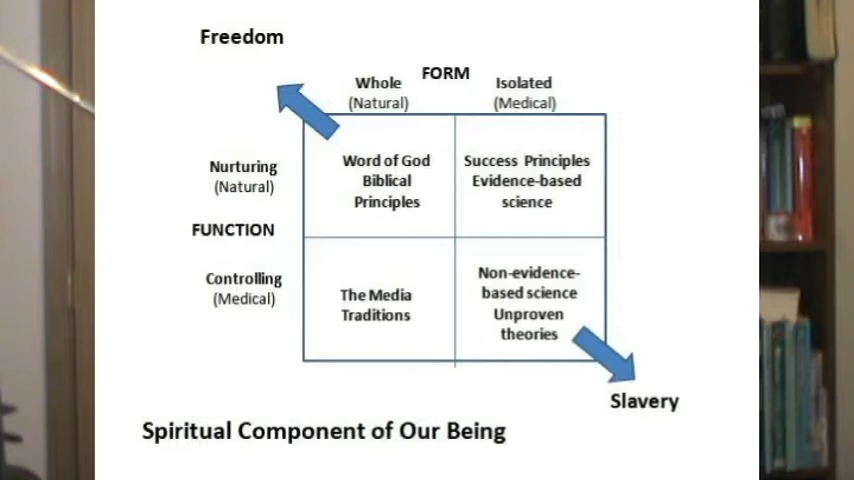 Freedom
FORM
Whole
(Natural)
Isolated
(Medical)
Nurturing
(Natural)
Word of God
Biblical
Principles
Success Principles
Evidence-based
science
FUNCTION
Controlling
(Medical)
The Media
Traditions
Non-evidence-
based science
Unproven
theories
Slavery
Spiritual Component of Our Being